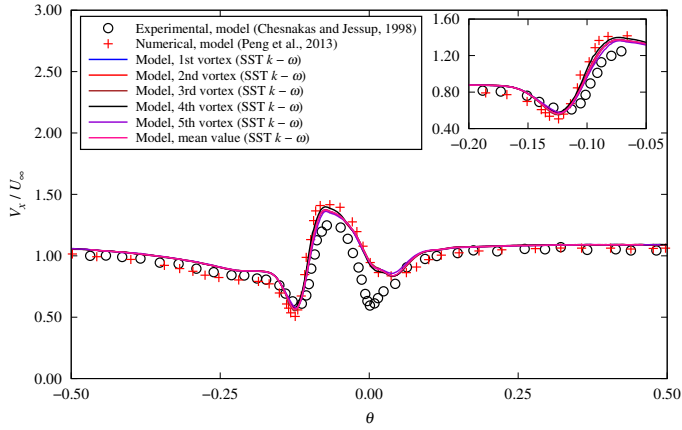 3.00
2.50
2.00
1.50
1.00
0.50
0.00
V_x / U_∞
Experimental, model (Chesnakas and Jessup, 1998)
Numerical, model (Peng et al., 2013)
Model, 1st vortex (SST k − ω)
Model, 2nd vortex (SST k − ω)
Model, 3rd vortex (SST k − ω)
Model, 4th vortex (SST k − ω)
Model, 5th vortex (SST k − ω)
Model, mean value (SST k − ω)
1.60
1.20
0.80
0.40
−0.20 −0.15 −0.10 −0.05
−0.50 −0.25 0.00 0.25 0.50
θ